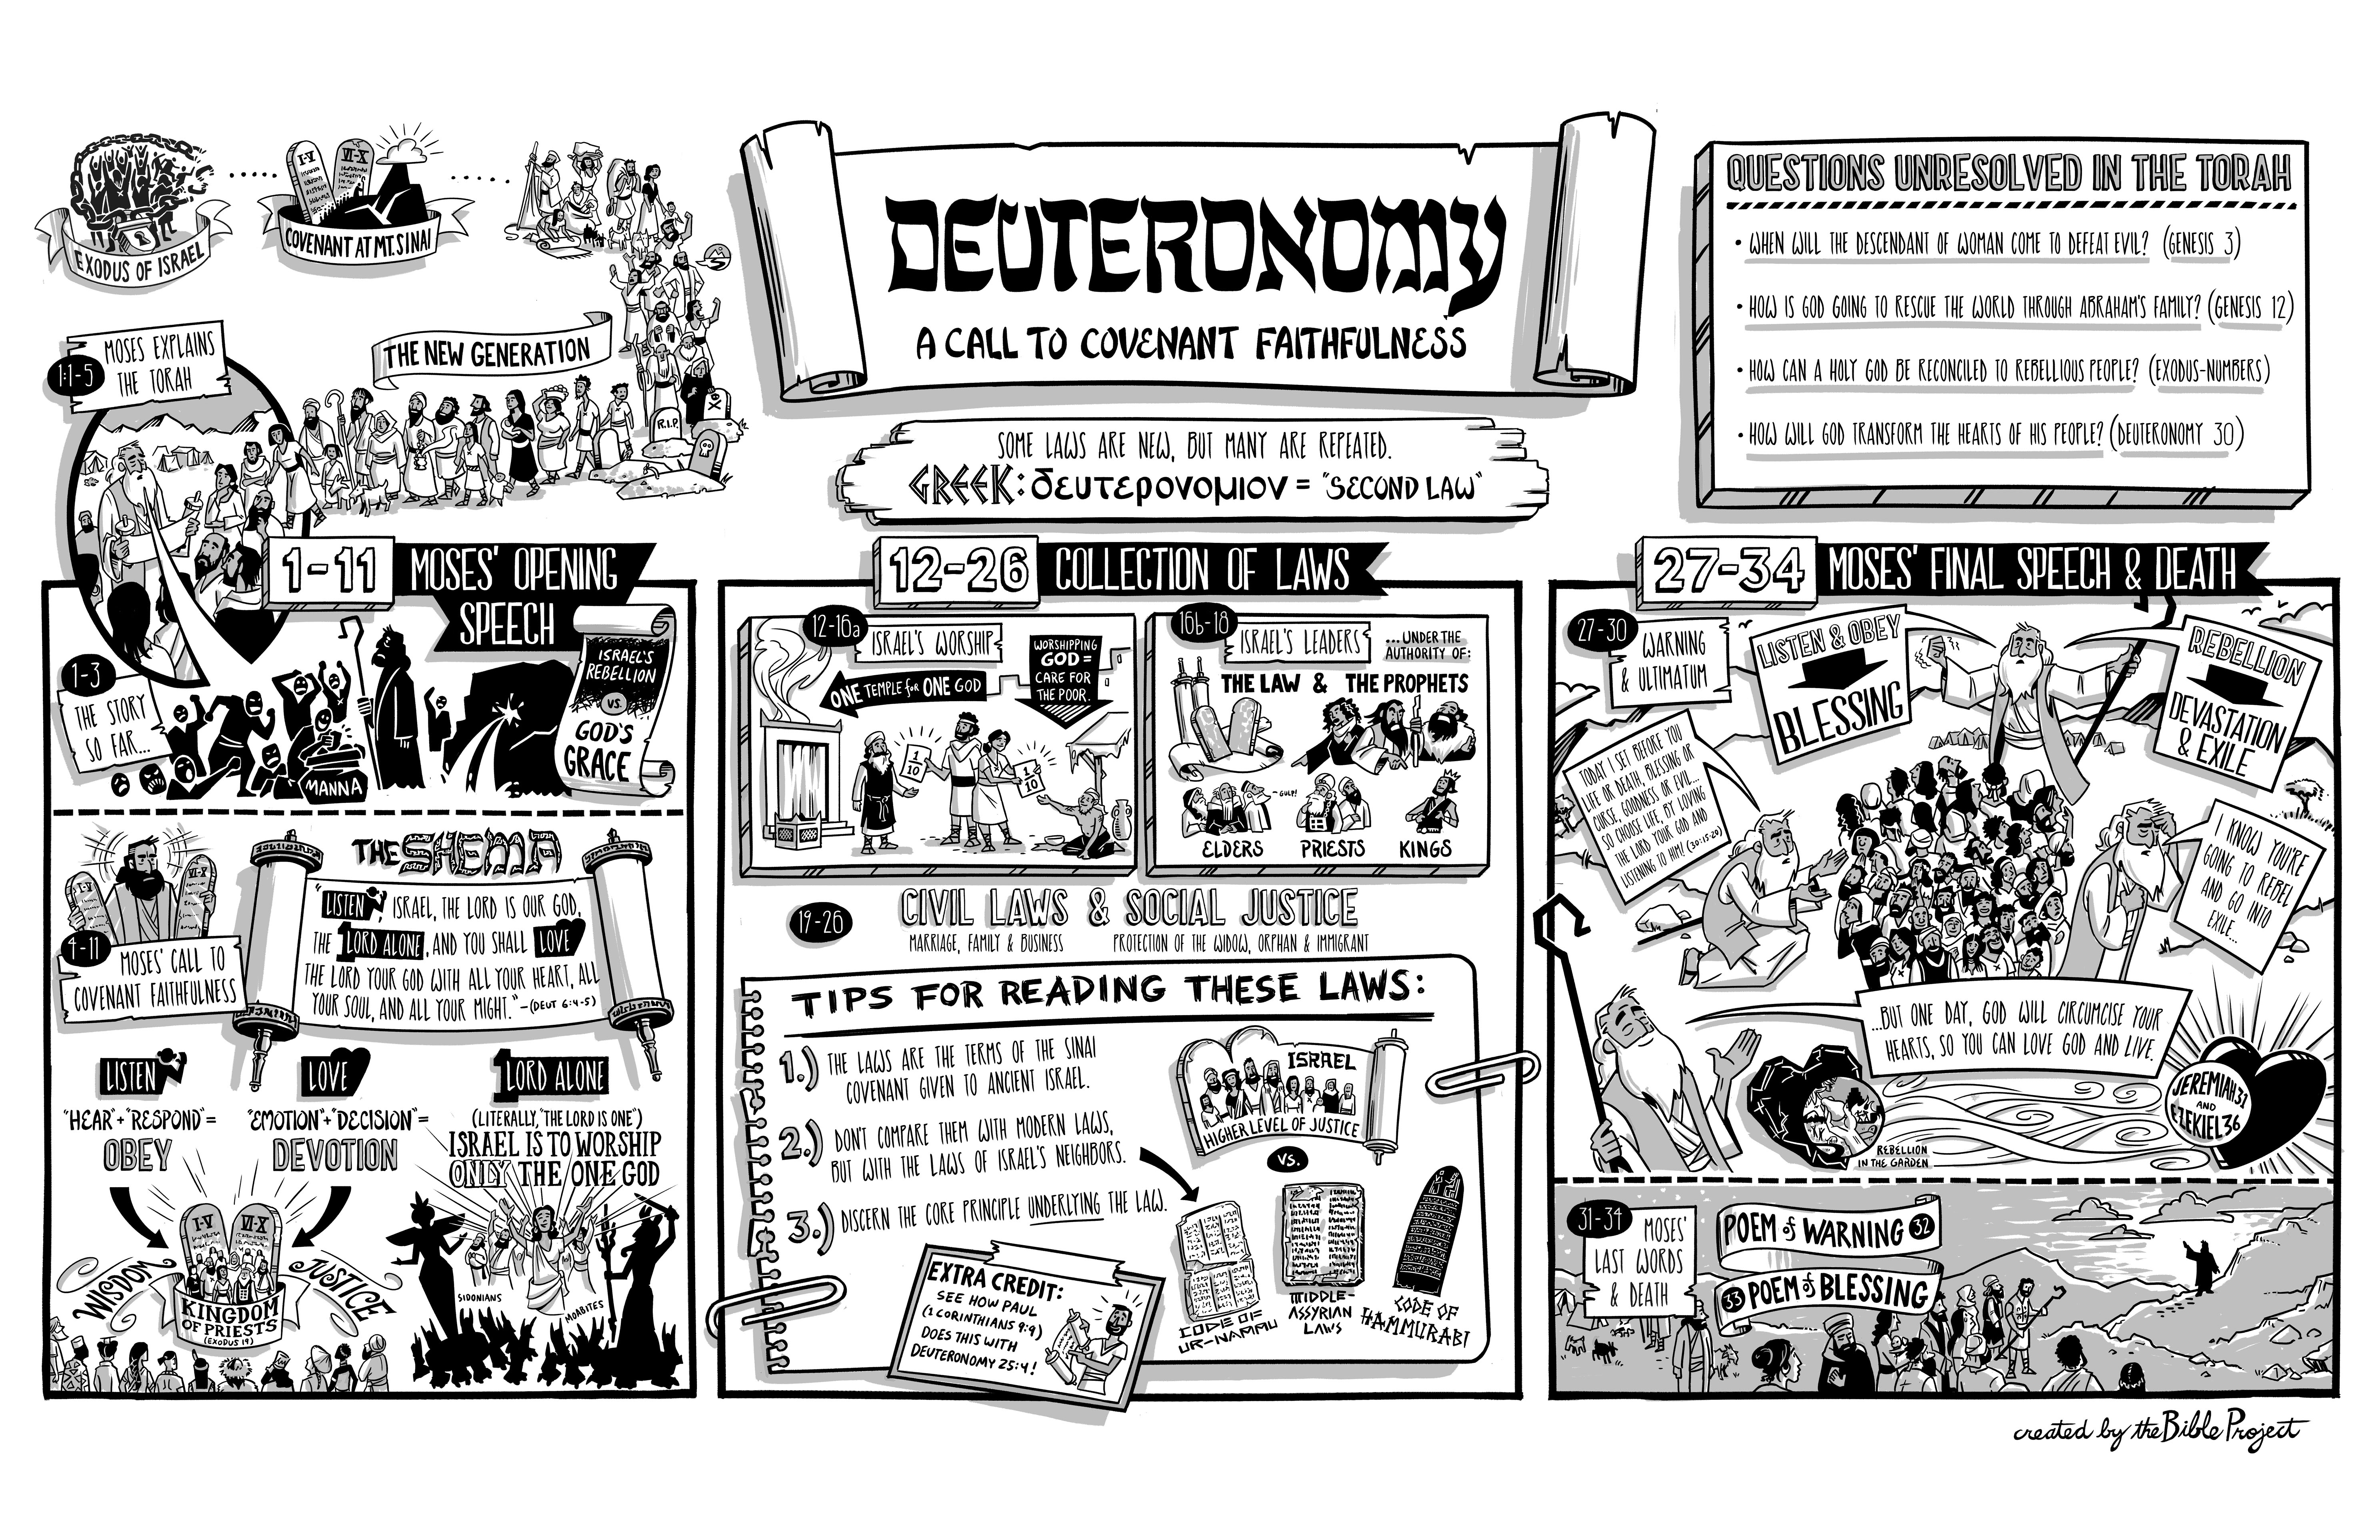 EXODUS OF ISRAEL
I-V
VI-X
COVENANT AT MT. SINAI
THE NEW GENERATION
R.I.P.
1:1-5
MOSES EXPLAINS
THE TORAH
DEUTERONOMY
A CALL TO COVENANT FAITHFULNESS
SOME LAWS ARE NEW, BUT MANY ARE REPEATED.
GREEK: δευτερονομιον = "SECOND LAW"
QUESTIONS UNRESOLVED IN THE TORAH
• WHEN WILL THE DESCENDANT OF WOMAN COME TO DEFEAT EVIL? (GENESIS 3)
• HOW IS GOD GOING TO RESCUE THE WORLD THROUGH ABRAHAM'S FAMILY? (GENESIS 12)
• HOW CAN A HOLY GOD BE RECONCILED TO REBELLIOUS PEOPLE? (EXODUS-NUMBERS)
• HOW WILL GOD TRANSFORM THE HEARTS OF HIS PEOPLE? (DEUTERONOMY 30)
1-11 MOSES' OPENING
SPEECH
1-3
THE STORY
SO FAR...
MANNA
ISRAEL'S
REBELLION
VS.
GOD'S
GRACE
I-V
VI-X
4-11
MOSES' CALL TO
COVENANT FAITHFULNESS
THE SHEMA
"LISTEN, ISRAEL, THE LORD IS OUR GOD,
THE 1 LORD ALONE, AND YOU SHALL LOVE
THE LORD YOUR GOD WITH ALL YOUR HEART, ALL
YOUR SOUL, AND ALL YOUR MIGHT." -(DEUT 6:4-5)
LISTEN
"HEAR"+"RESPOND"=
OBEY
LOVE
"EMOTION"+"DECISION"=
DEVOTION
1 LORD ALONE
(LITERALLY, "THE LORD IS ONE")
ISRAEL IS TO WORSHIP
ONLY THE ONE GOD
I-V
VI-X
WISDOM
JUSTICE
KINGDOM
OF PRIESTS
(EXODUS 19)
SIDONIANS
MOABITES
12-26 COLLECTION OF LAWS
12-16a
ISRAEL'S WORSHIP
ONE TEMPLE for ONE GOD
WORSHIPPING
GOD =
CARE FOR
THE POOR.
1
10
1
10
16b-18
ISRAEL'S LEADERS
...UNDER THE
AUTHORITY OF:
THE LAW & THE PROPHETS
-GULP!
ELDERS
PRIESTS
KINGS
19-26
CIVIL LAWS & SOCIAL JUSTICE
MARRIAGE, FAMILY & BUSINESS
PROTECTION OF THE WIDOW, ORPHAN & IMMIGRANT
TIPS FOR READING THESE LAWS:
1.) THE LAWS ARE THE TERMS OF THE SINAI
COVENANT GIVEN TO ANCIENT ISRAEL.
2.) DON'T COMPARE THEM WITH MODERN LAWS,
BUT WITH THE LAWS OF ISRAEL'S NEIGHBORS.
3.) DISCERN THE CORE PRINCIPLE UNDERLYING THE LAW.
ISRAEL
HIGHER LEVEL OF JUSTICE
VS.
CODE OF
UR-NAMMU
MIDDLE-
ASSYRIAN
LAWS
CODE OF
HAMMURABI
EXTRA CREDIT:
SEE HOW PAUL
(1 CORINTHIANS 9:9)
DOES THIS WITH
DEUTERONOMY 25:4!
27-34 MOSES' FINAL SPEECH & DEATH
27-30
WARNING
& ULTIMATUM
LISTEN & OBEY
BLESSING
REBELLION
DEVASTATION
& EXILE
TODAY I SET BEFORE YOU
LIFE OR DEATH, BLESSING OR
CURSE, GOODNESS OR EVIL...
SO CHOOSE LIFE, BY LOVING
THE LORD YOUR GOD AND
LISTENING TO HIM! (30:15-20)
I KNOW YOU'RE
GOING TO REBEL
AND GO INTO
EXILE...
...BUT ONE DAY, GOD WILL CIRCUMCISE YOUR
HEARTS, SO YOU CAN LOVE GOD AND LIVE.
REBELLION
IN THE GARDEN
JEREMIAH 31
AND
EZEKIEL 36
31-34
MOSES'
LAST WORDS
& DEATH
POEM of WARNING 32
33 POEM of BLESSING
created by the Bible Project